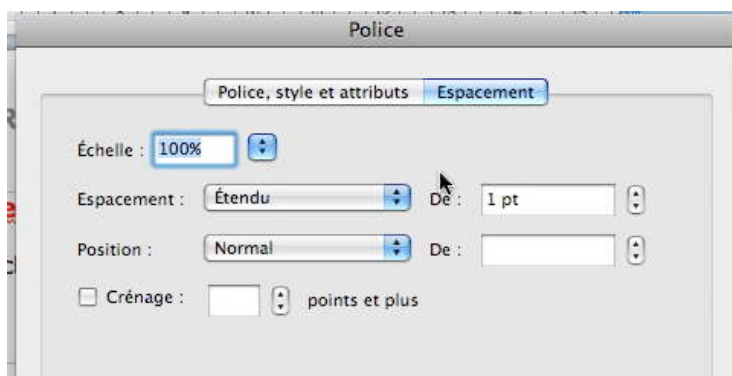 Police
Police, style et attributs Espacement
Échelle : 100%
Espacement : Étendu De : 1 pt
Position : Normal De :
Crénage : points et plus